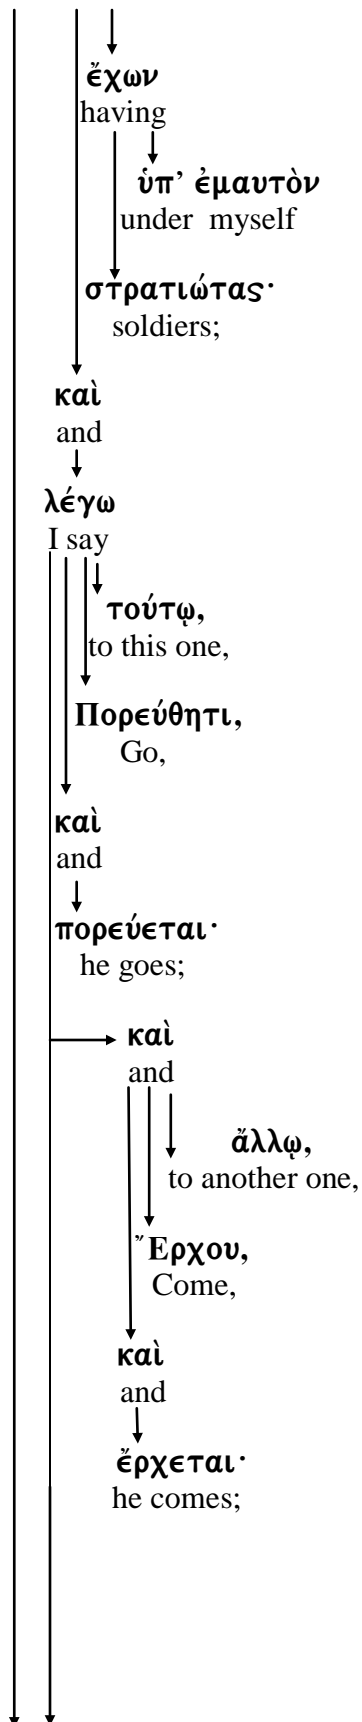 ἔχων
having
ὑπ’ ἐμαυτὸν
under myself
στρατιώτας·
soldiers;
καὶ
and
λέγω
I say
τούτῳ,
to this one,
Πορεύθητι,
Go,
καὶ
and
πορεύεται·
he goes;
καὶ
and
ἄλλῳ,
to another one,
Ἔρχου,
Come,
καὶ
and
ἔρχεται·
he comes;